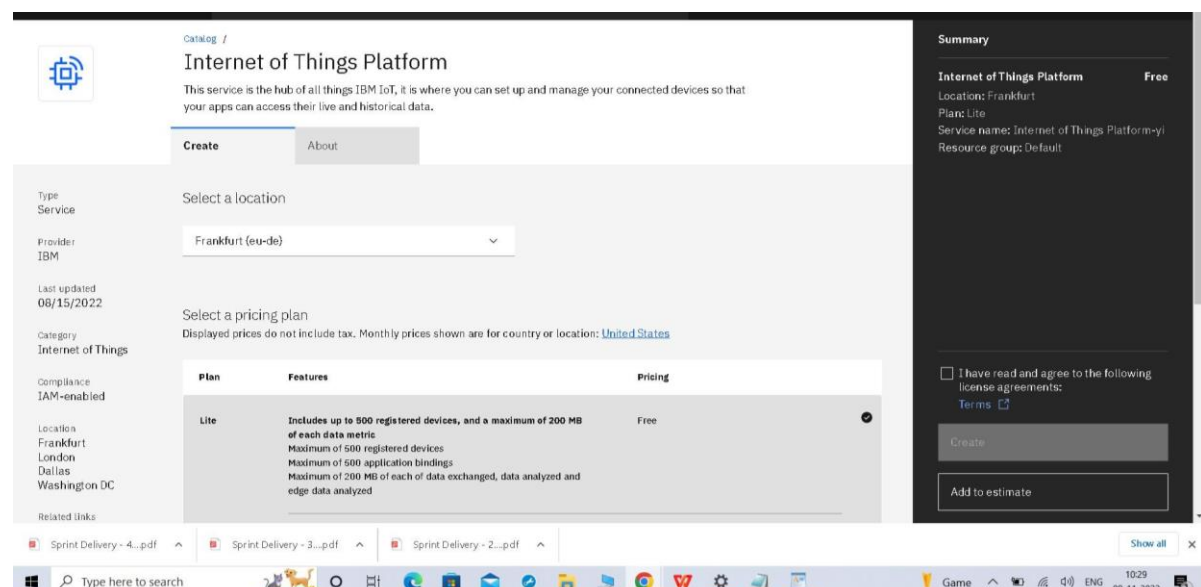 Catalog /
Internet of Things Platform
This service is the hub of all things IBM IoT, it is where you can set up and manage your connected devices so that
your apps can access their live and historical data.
Create
About
Type
Service
Provider
IBM
Last updated
08/15/2022
Category
Internet of Things
Compliance
IAM-enabled
Location
Frankfurt
London
Dallas
Washington DC
Related links
Select a location
Frankfurt (eu-de)
Select a pricing plan
Displayed prices do not include tax. Monthly prices shown are for country or location: United States
Plan Features Pricing
Lite Includes up to 500 registered devices, and a maximum of 200 MB Free
of each data metric
Maximum of 500 registered devices
Maximum of 500 application bindings
Maximum of 200 MB of each of data exchanged, data analyzed and
edge data analyzed
Summary
Internet of Things Platform Free
Location: Frankfurt
Plan: Lite
Service name: Internet of Things Platform-yi
Resource group: Default
I have read and agree to the following
license agreements:
Terms
Create
Add to estimate
Sprint Delivery - 4....pdf
Sprint Delivery - 3....pdf
Sprint Delivery - 2....pdf
Show all
Type here to search
Game
ENG
10:29